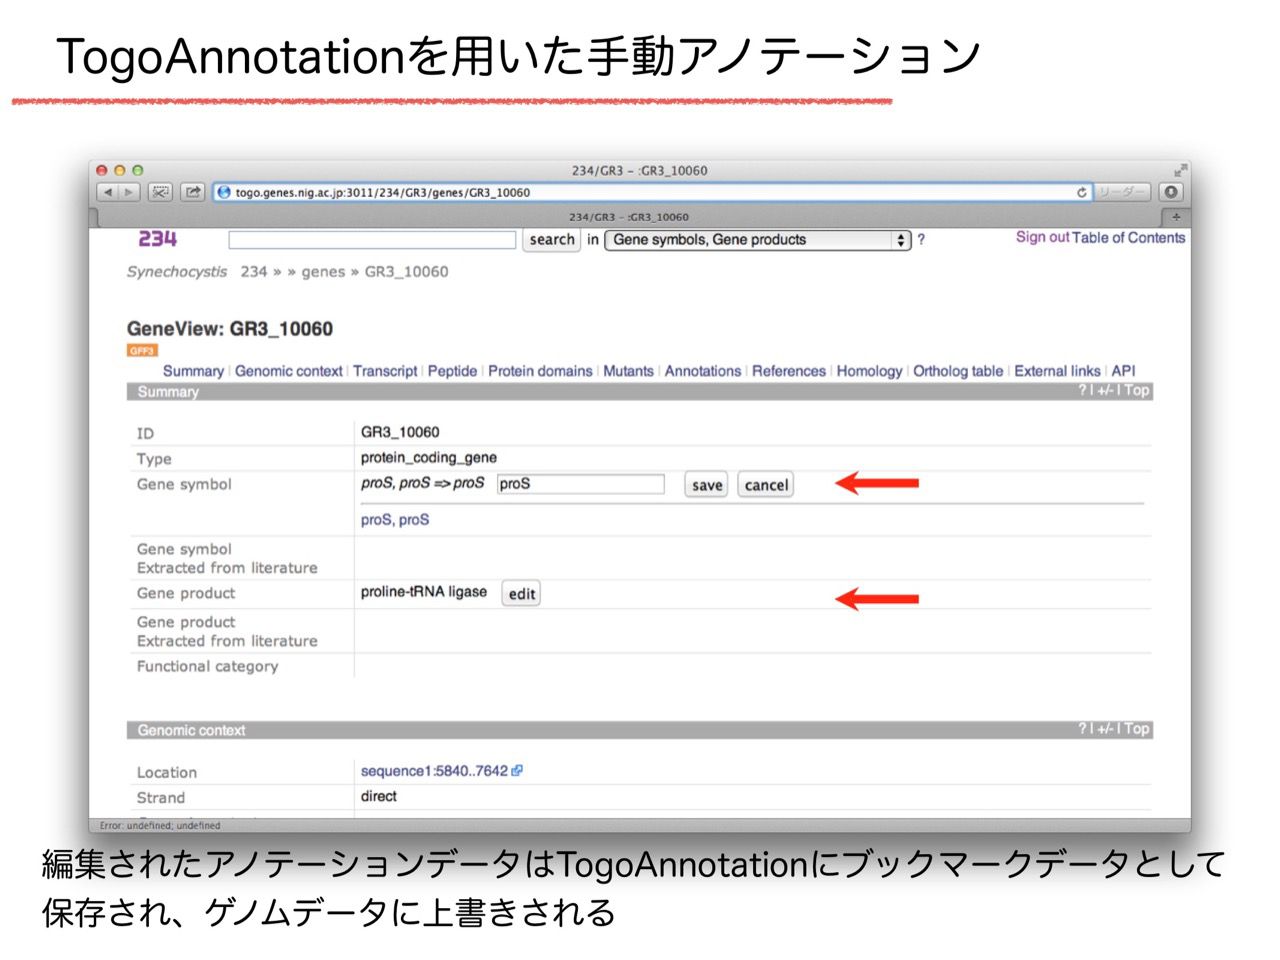 TogoAnnotationを用いた手動アノテーション
234/GR3 – :GR3_10060
togo.genes.nig.ac.jp:3011/234/GR3/genes/GR3_10060
リーダー
234/GR3 – :GR3_10060
234
search in Gene symbols, Gene products ?
Sign out Table of Contents
Synechocystis 234 » » genes » GR3_10060
GeneView: GR3_10060
GFF3
Summary | Genomic context | Transcript | Peptide | Protein domains | Mutants | Annotations | References | Homology | Ortholog table | External links | API
Summary ? | +/- | Top
ID GR3_10060
Type protein_coding_gene
Gene symbol proS, proS => proS proS save cancel
proS, proS
Gene symbol
Extracted from literature
Gene product proline-tRNA ligase edit
Gene product
Extracted from literature
Functional category
Genomic context ? | +/- | Top
Location sequence1:5840..7642
Strand direct
Error: undefined; undefined
編集されたアノテーションデータはTogoAnnotationにブックマークデータとして
保存され、ゲノムデータに上書きされる